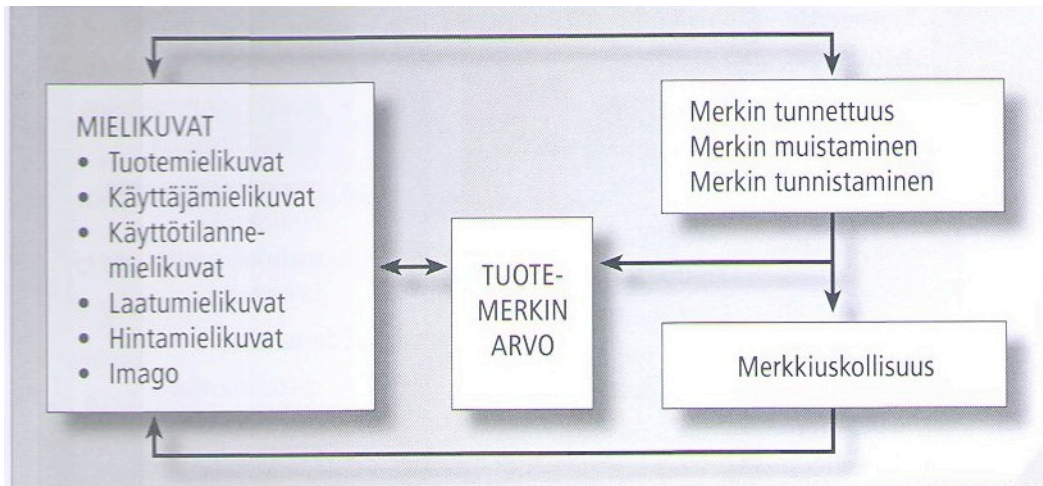 MIELIKUVAT
• Tuotemielikuvat
• Käyttäjämielikuvat
• Käyttötilanne-
mielikuvat
• Laatumielikuvat
• Hintamielikuvat
• Imago
TUOTE-
MERKIN
ARVO
Merkin tunnettuus
Merkin muistaminen
Merkin tunnistaminen
Merkkiuskollisuus